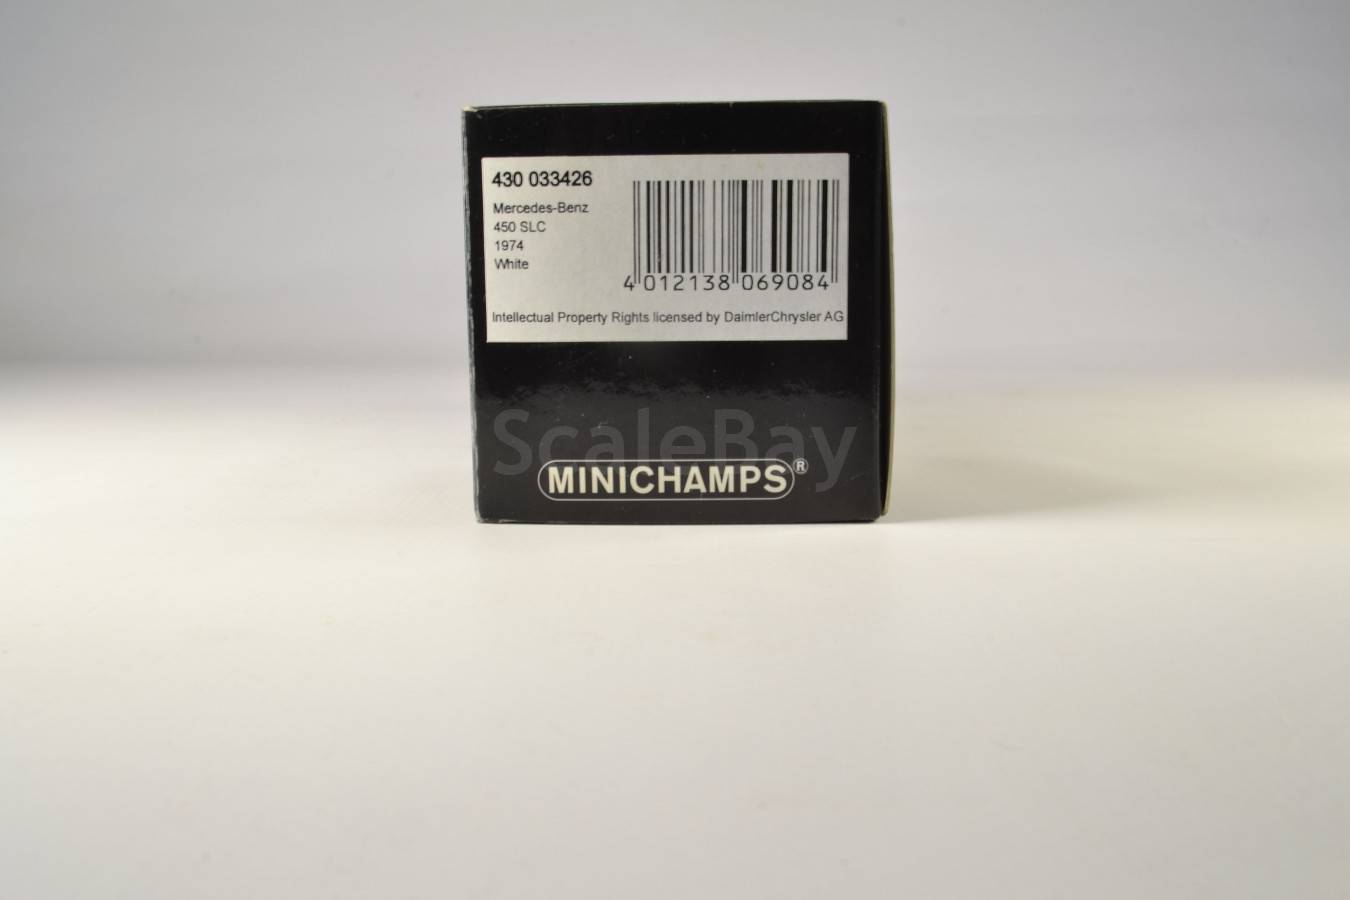 430 033426
Mercedes-Benz
450 SLC
1974
White
4 012138 069084
Intellectual Property Rights licensed by DaimlerChrysler AG
ScaleBay
MINICHAMPS®